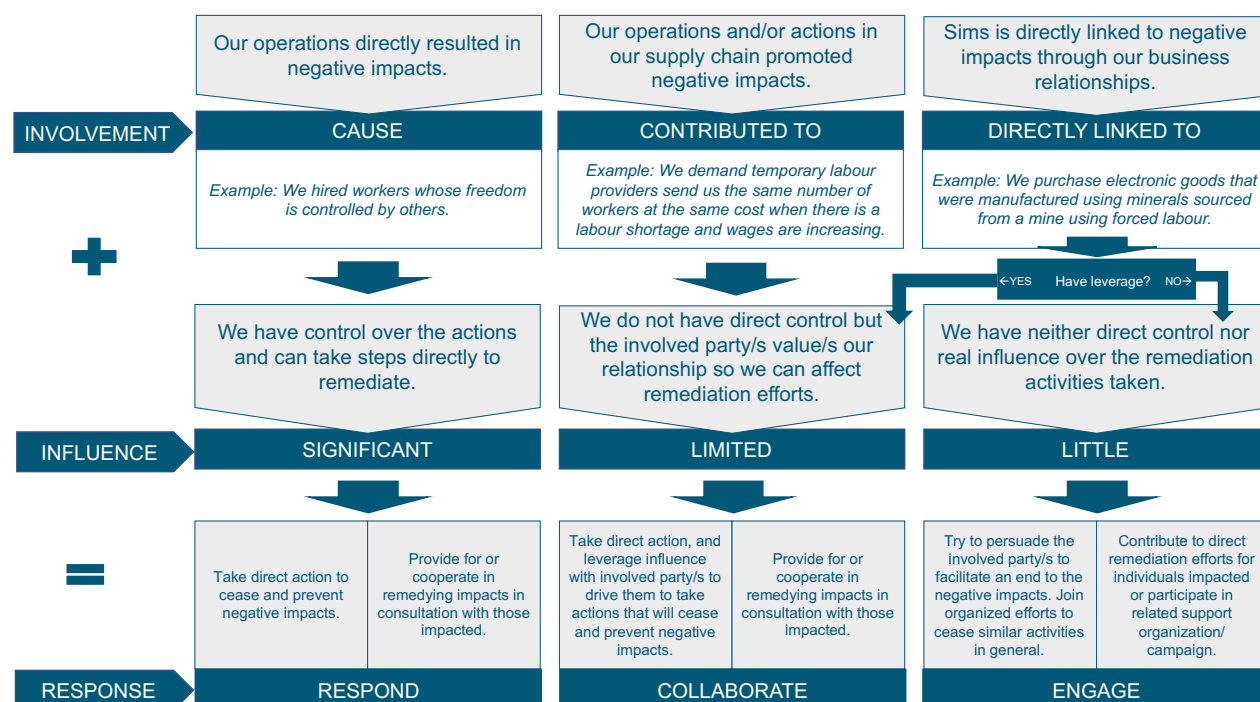 Our operations directly resulted in
negative impacts.
Our operations and/or actions in
our supply chain promoted
negative impacts.
Sims is directly linked to negative
impacts through our business
relationships.
INVOLVEMENT
CAUSE
CONTRIBUTED TO
DIRECTLY LINKED TO
Example: We hired workers whose freedom
is controlled by others.
Example: We demand temporary labour
providers send us the same number of
workers at the same cost when there is a
labour shortage and wages are increasing.
Example: We purchase electronic goods that
were manufactured using minerals sourced
from a mine using forced labour.
←YES Have leverage? NO→
We have control over the actions
and can take steps directly to
remediate.
We do not have direct control but
the involved party/s value/s our
relationship so we can affect
remediation efforts.
We have neither direct control nor
real influence over the remediation
activities taken.
INFLUENCE
SIGNIFICANT
LIMITED
LITTLE
Take direct action to
cease and prevent
negative impacts.
Provide for or
cooperate in
remedying impacts in
consultation with those
impacted.
Take direct action, and
leverage influence
with involved party/s to
drive them to take
actions that will cease
and prevent negative
impacts.
Provide for or
cooperate in
remedying impacts in
consultation with those
impacted.
Try to persuade the
involved party/s to
facilitate an end to the
negative impacts. Join
organized efforts to
cease similar activities
in general.
Contribute to direct
remediation efforts for
individuals impacted
or participate in
related support
organization/
campaign.
RESPONSE
RESPOND
COLLABORATE
ENGAGE